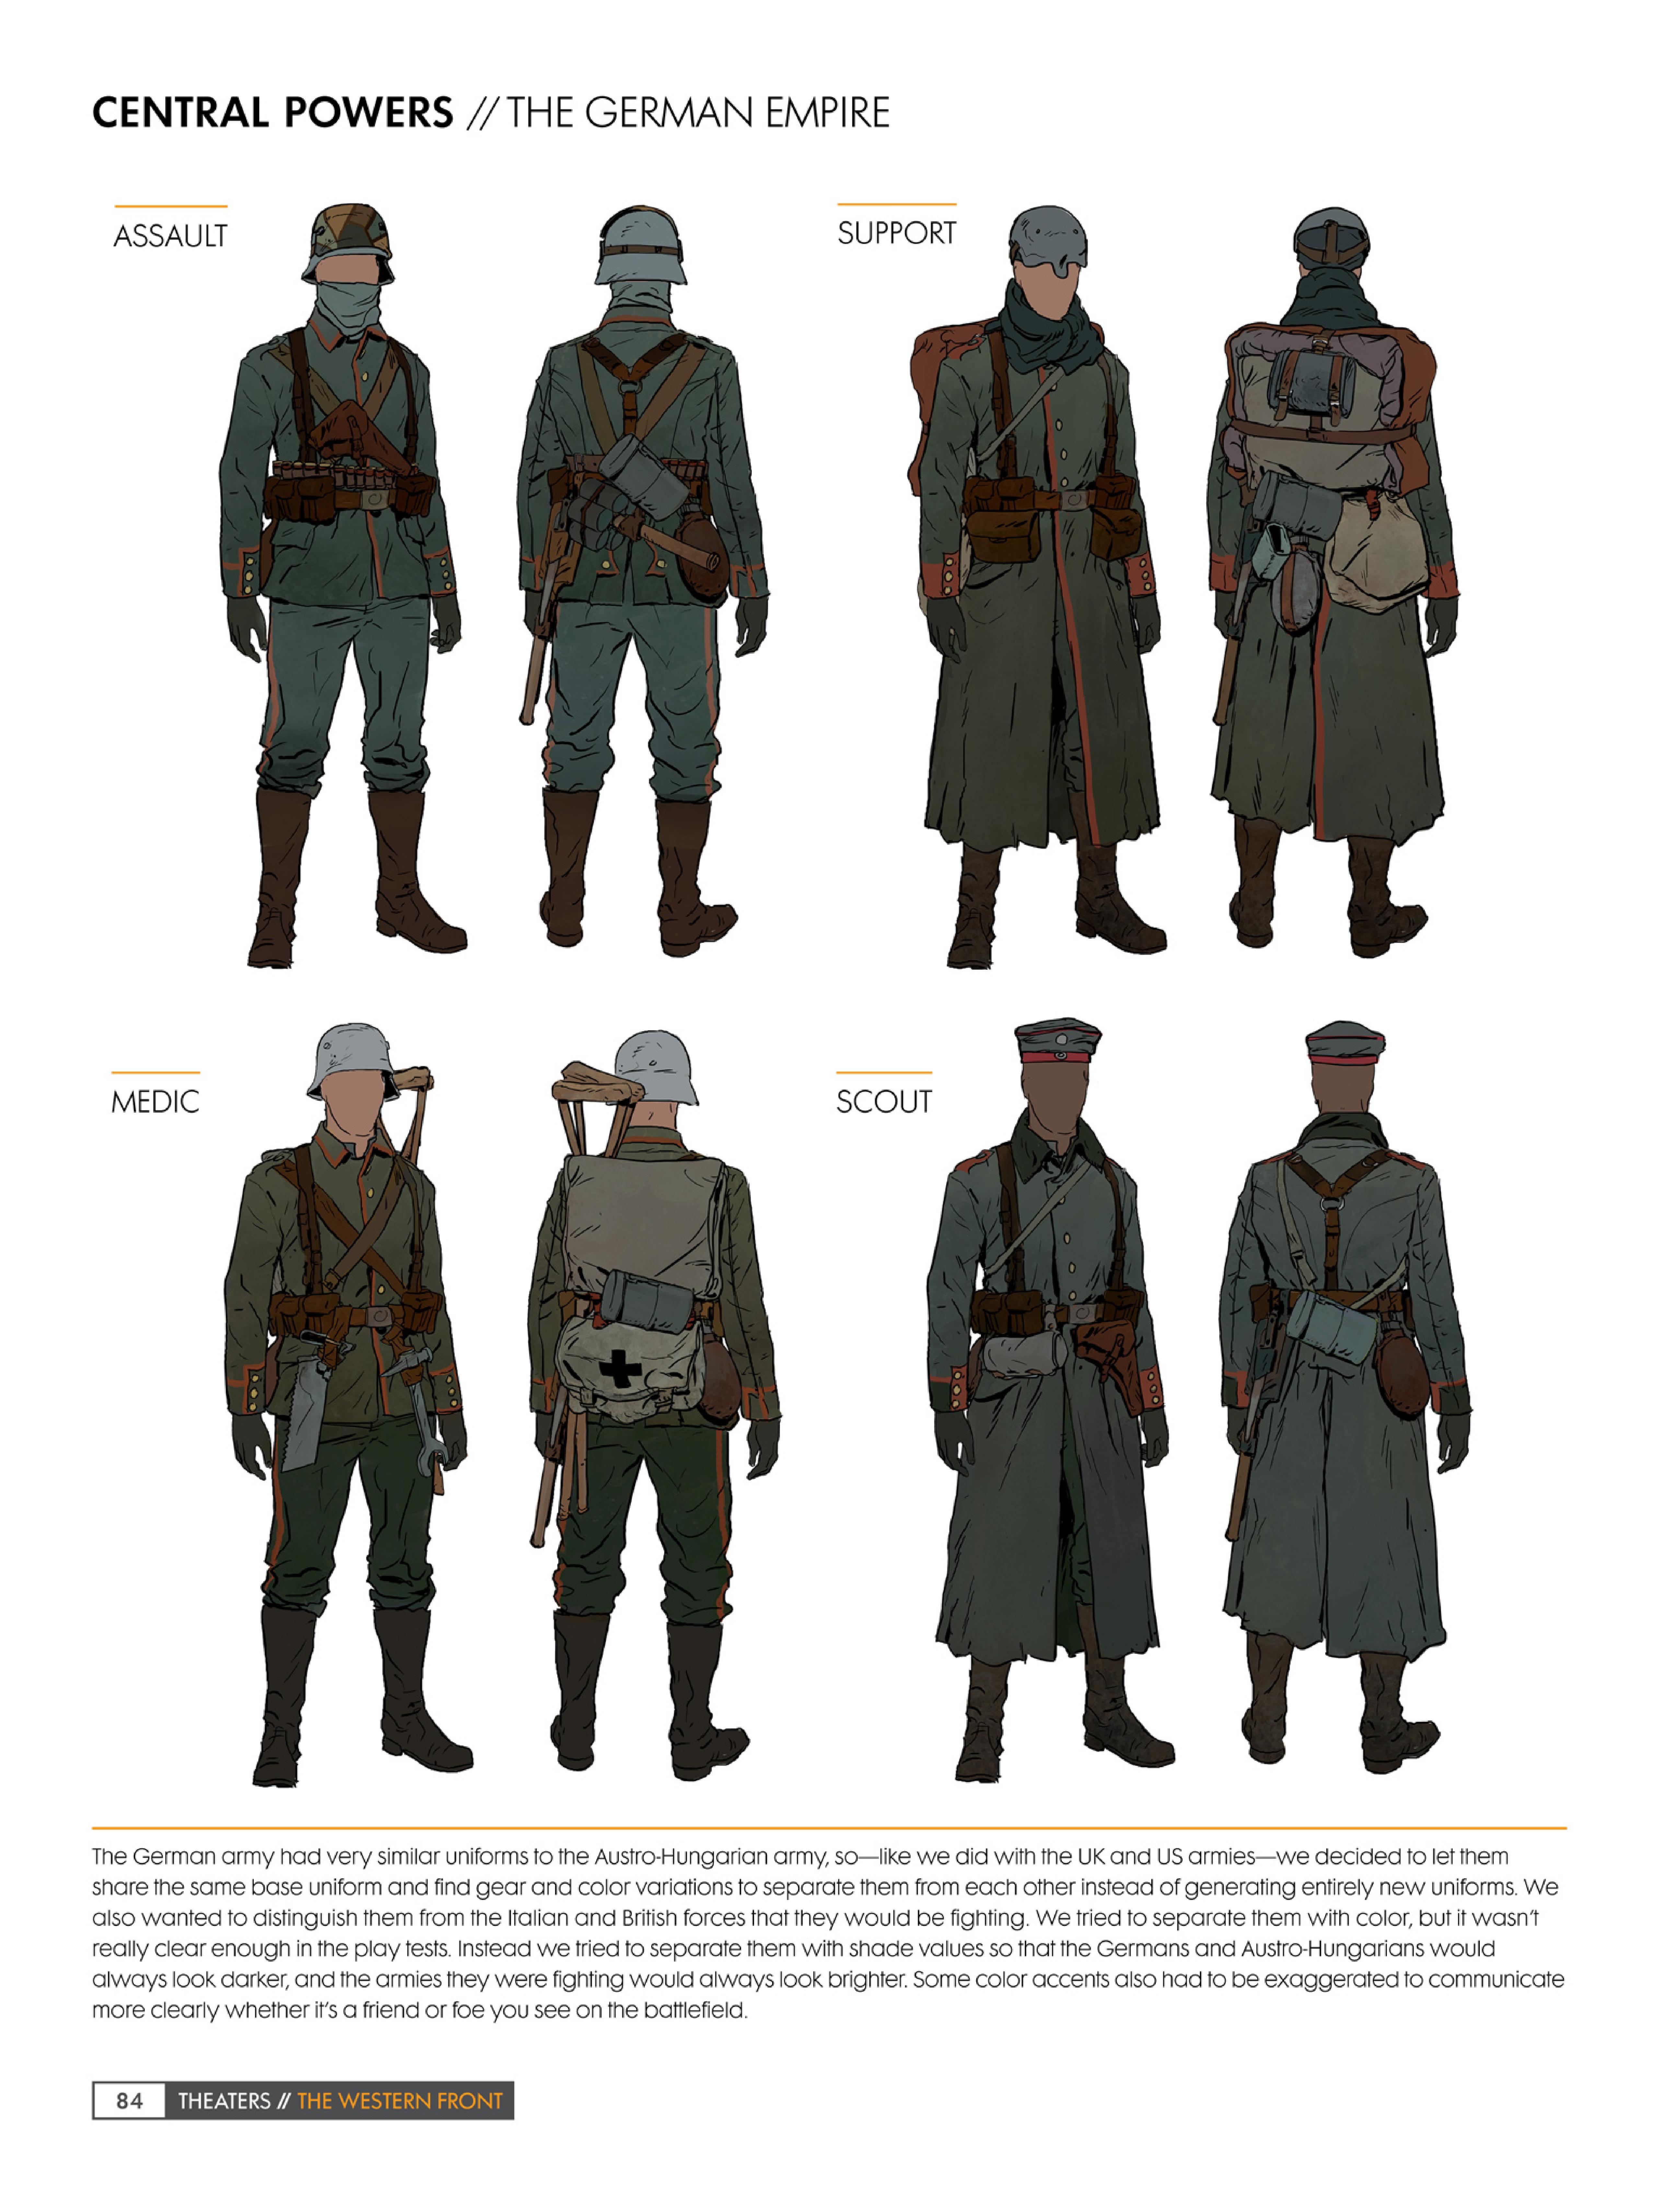 CENTRAL POWERS // THE GERMAN EMPIRE
ASSAULT
SUPPORT
MEDIC
SCOUT
The German army had very similar uniforms to the Austro-Hungarian army, so—like we did with the UK and US armies—we decided to let them
share the same base uniform and find gear and color variations to separate them from each other instead of generating entirely new uniforms. We
also wanted to distinguish them from the Italian and British forces that they would be fighting. We tried to separate them with color, but it wasn't
really clear enough in the play tests. Instead we tried to separate them with shade values so that the Germans and Austro-Hungarians would
always look darker, and the armies they were fighting would always look brighter. Some color accents also had to be exaggerated to communicate
more clearly whether it's a friend or foe you see on the battlefield.
84 THEATERS // THE WESTERN FRONT